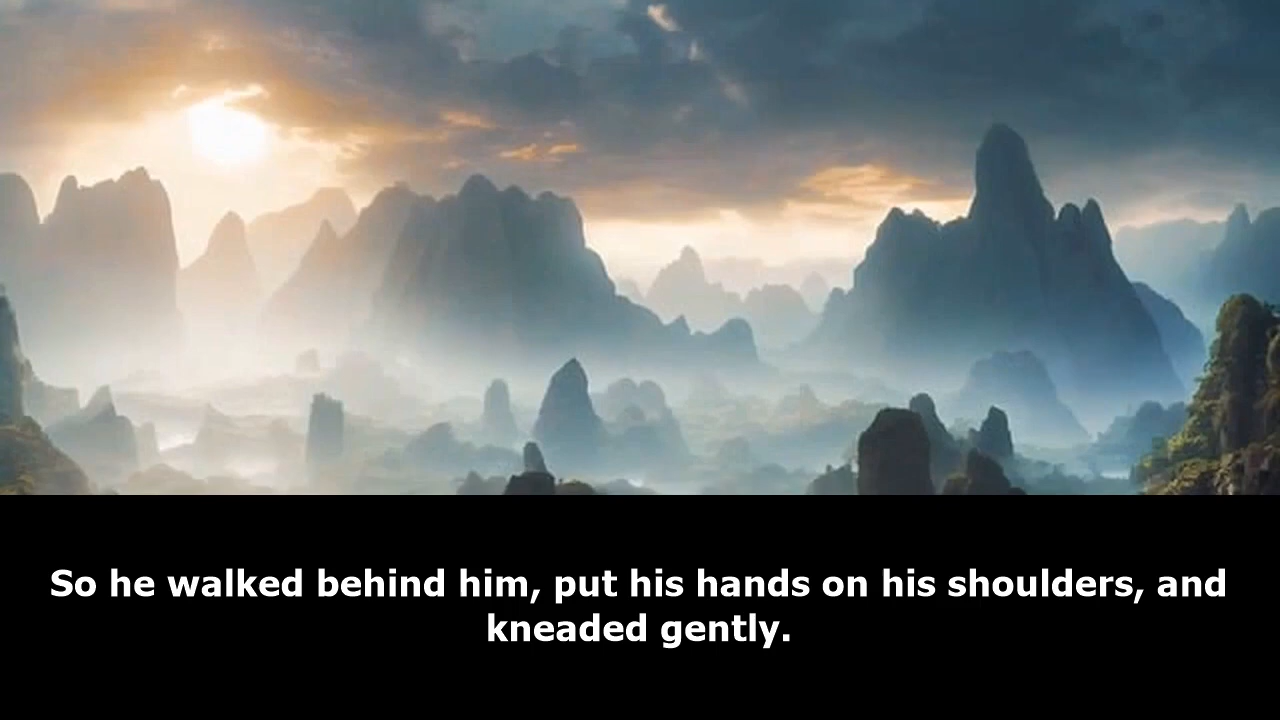 So he walked behind him, put his hands on his shoulders, and
kneaded gently.